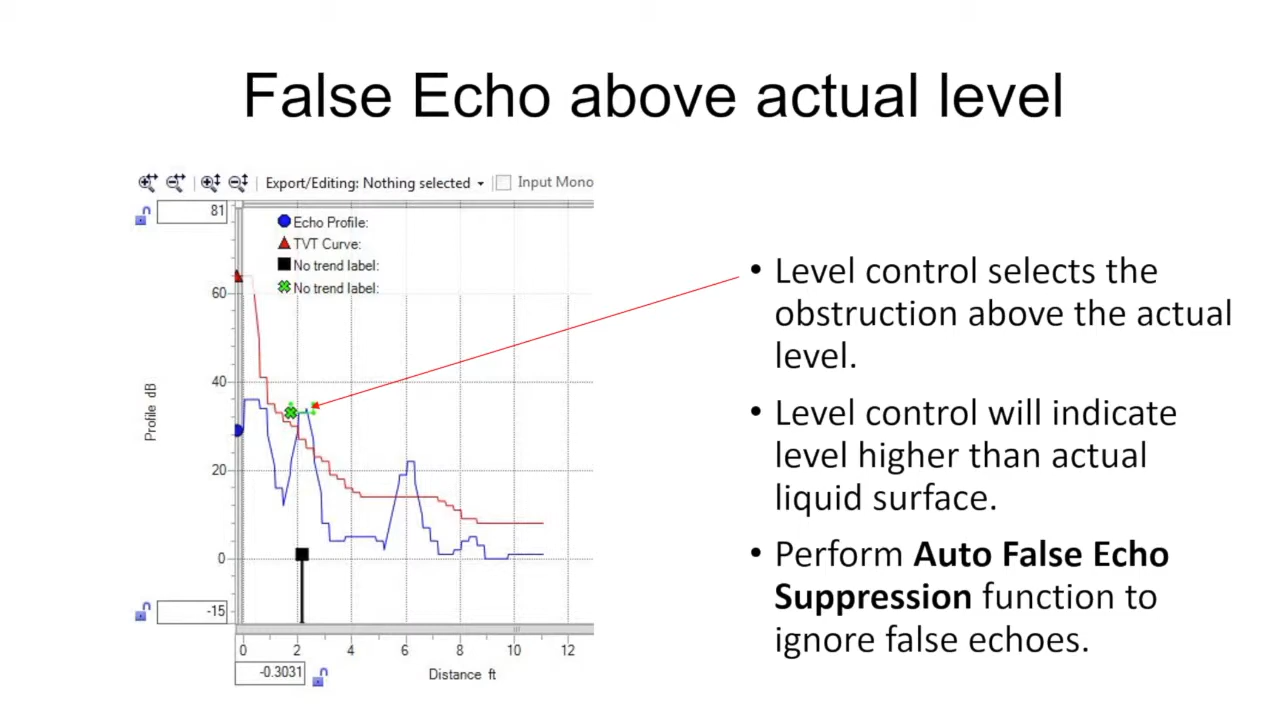 False Echo above actual level
Export/Editing: Nothing selected
Input Mono
81
Echo Profile:
TVT Curve:
No trend label:
No trend label:
60
40
20
0
-15
Profile dB
0 2 4 6 8 10 12
-0.3031
Distance ft
• Level control selects the
obstruction above the actual
level.
• Level control will indicate
level higher than actual
liquid surface.
• Perform Auto False Echo
Suppression function to
ignore false echoes.